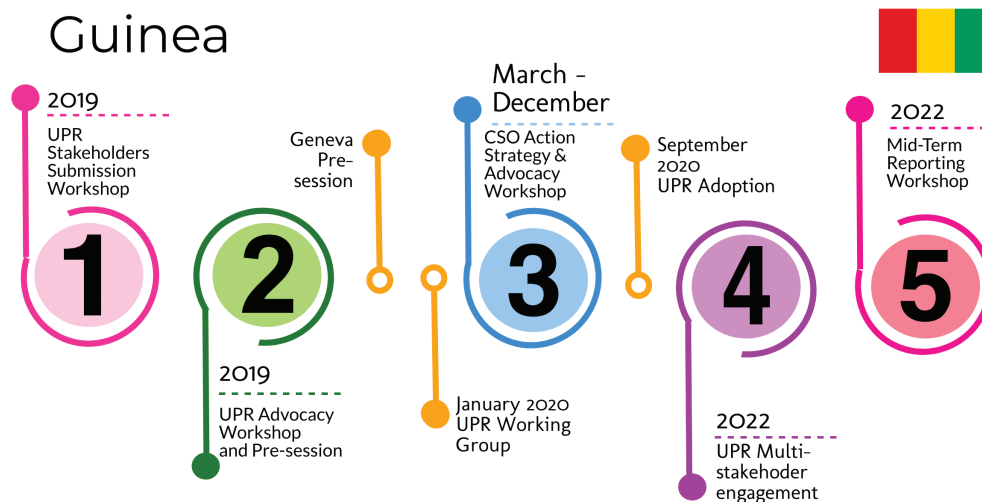 Guinea
2019
UPR
Stakeholders
Submission
Workshop
1
2
2019
UPR Advocacy
Workshop
and Pre-session
Geneva
Pre-
session
January 2020
UPR Working
Group
March -
December
CSO Action
Strategy &
Advocacy
Workshop
3
September
2020
UPR Adoption
4
2022
UPR Multi-
stakehoder
engagement
2022
Mid-Term
Reporting
Workshop
5